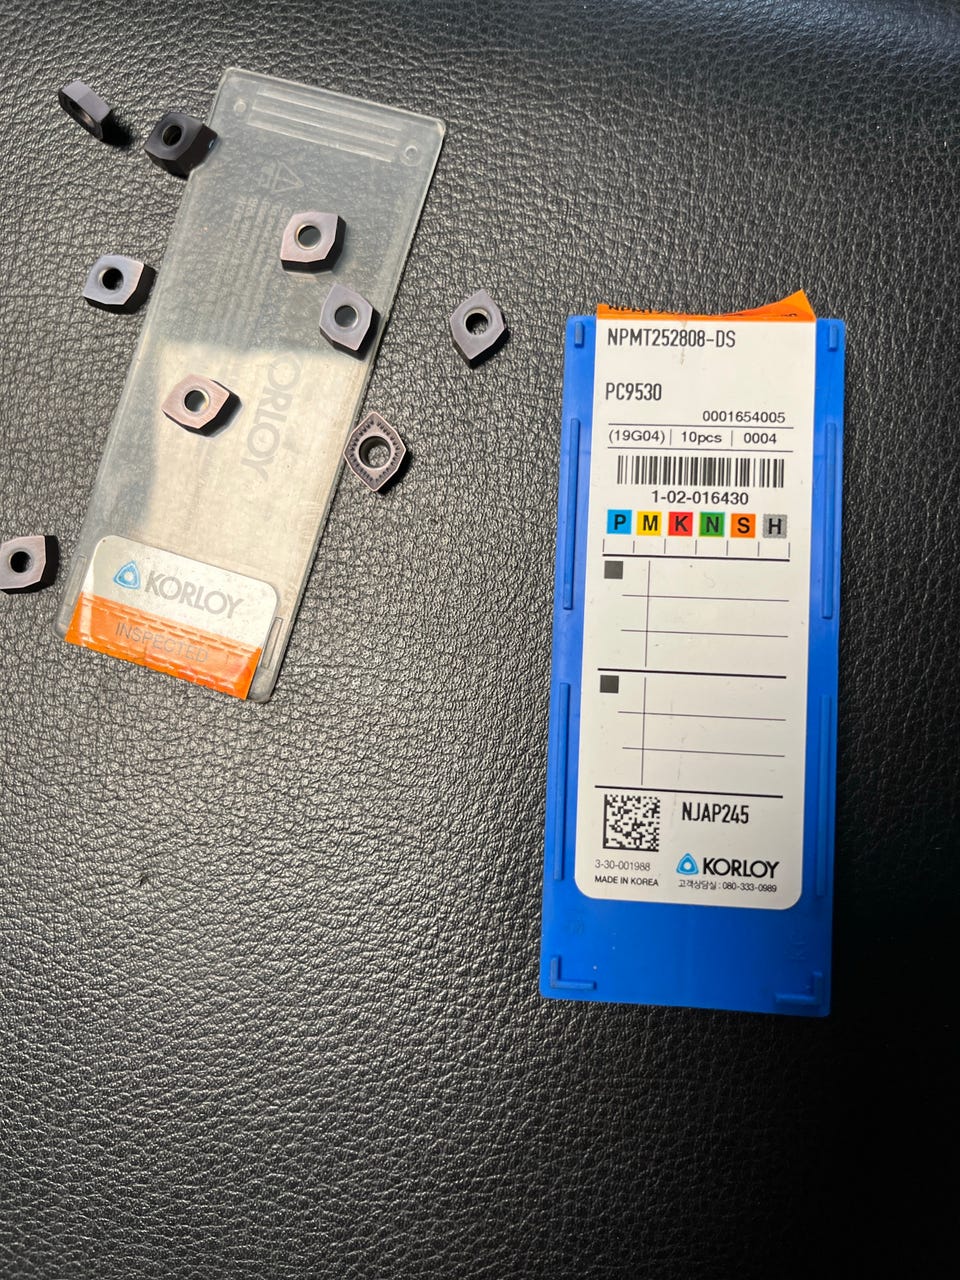 KORLOY
KORLOY
INSPECTED
NPMT252808-DS
PC9530
0001654005
(19G04) | 10pcs | 0004
1-02-016430
P M K N S H
NJAP245
3-30-001988
MADE IN KOREA
KORLOY
고객상담실 : 080-333-0989